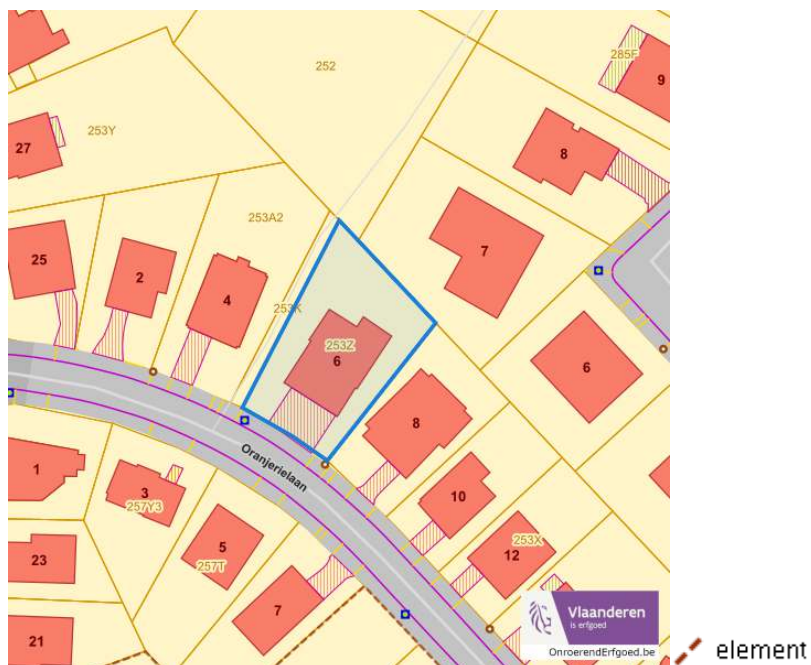 252
285F
9
253Y
27
8
253A2
7
25
2
4
253K
253Z
6
6
8
Oranjerielaan
1
3
257Y3
10
5
257T
12
253X
23
7
21
Vlaanderen
is erfgoed
OnroerendErfgoed.be
element